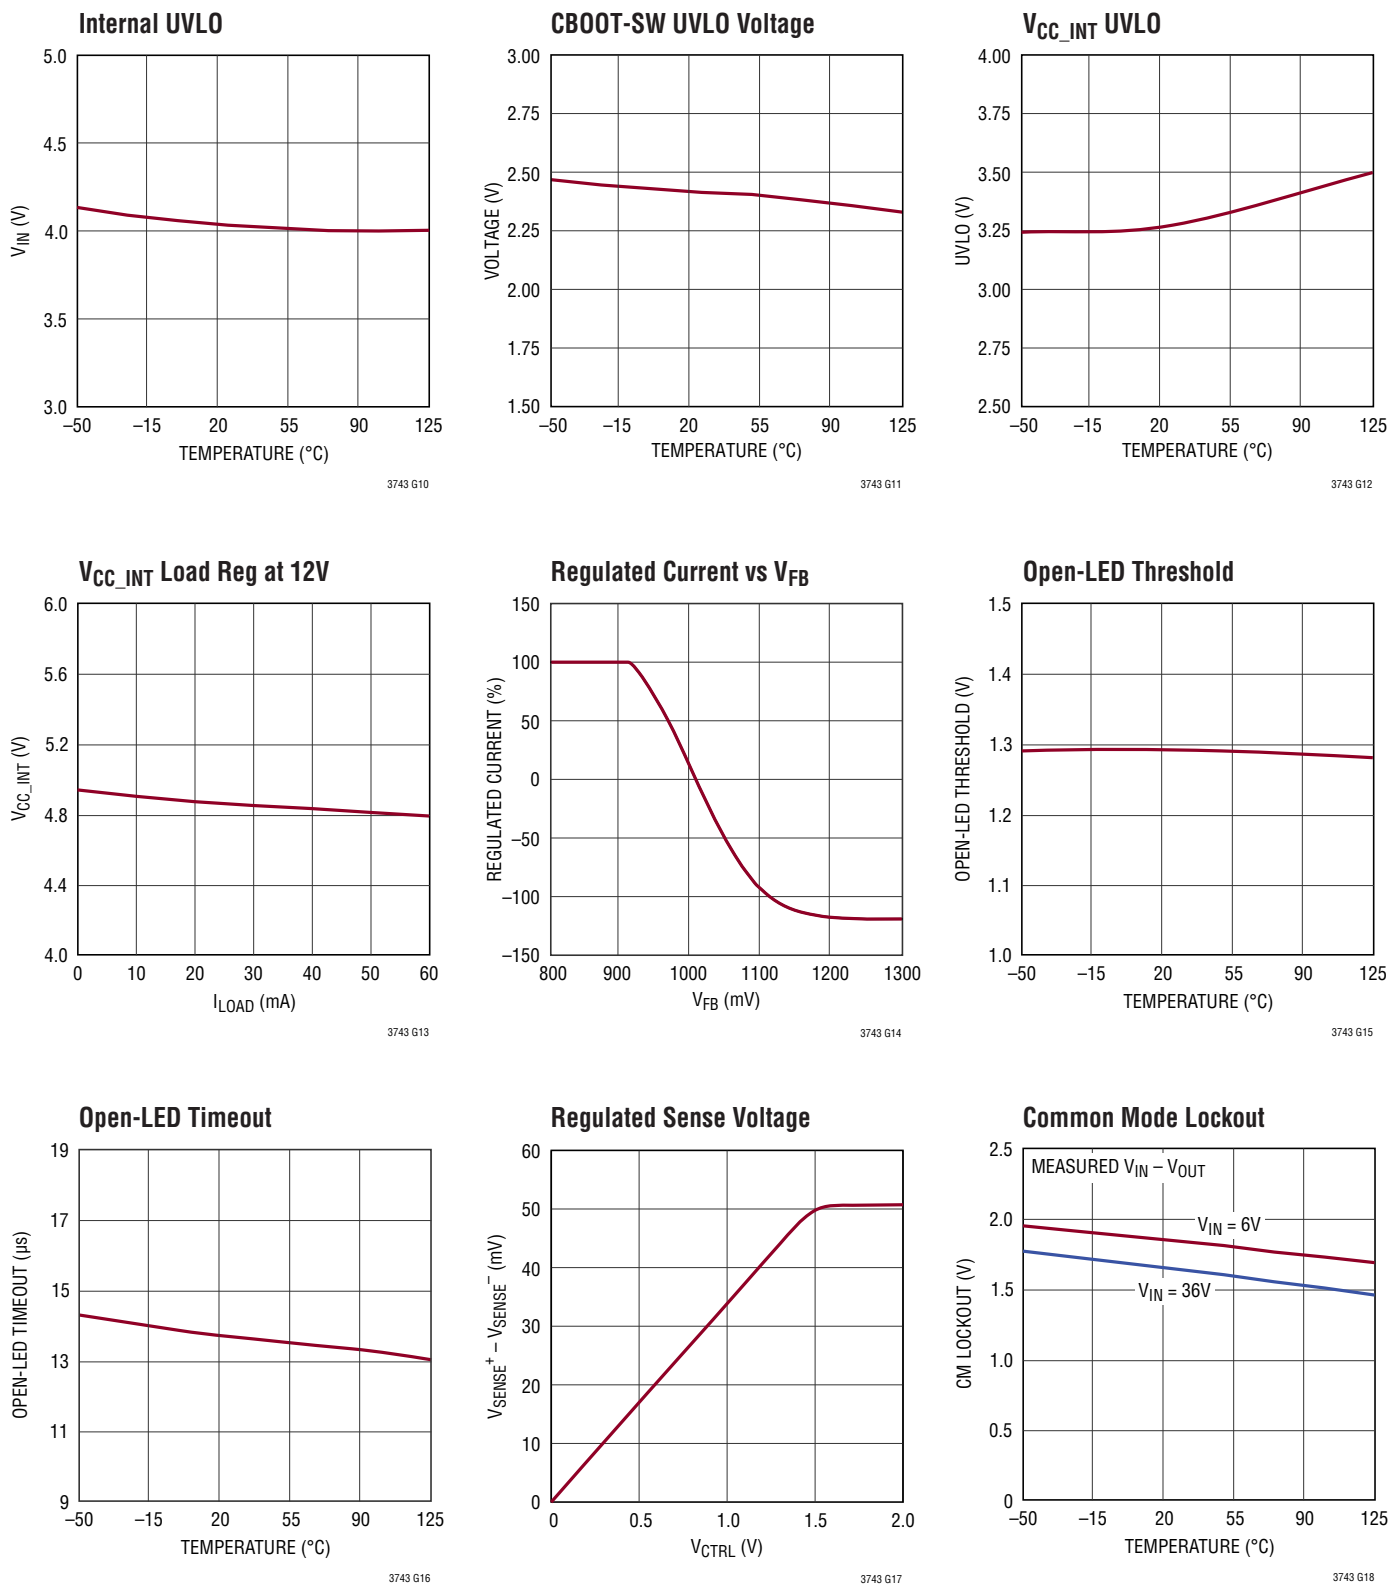 Internal UVLO
5.0
4.5
4.0
3.5
3.0
VIN (V)
–50 –15 20 55 90 125
TEMPERATURE (°C)
3743 G10
CBOOT-SW UVLO Voltage
3.00
2.75
2.50
2.25
2.00
1.75
1.50
VOLTAGE (V)
–50 –15 20 55 90 125
TEMPERATURE (°C)
3743 G11
VCC_INT UVLO
4.00
3.75
3.50
3.25
3.00
2.75
2.50
UVLO (V)
–50 –15 20 55 90 125
TEMPERATURE (°C)
3743 G12
VCC_INT Load Reg at 12V
6.0
5.6
5.2
4.8
4.4
4.0
VCC_INT (V)
0 10 20 30 40 50 60
ILOAD (mA)
3743 G13
Regulated Current vs VFB
150
100
50
0
–50
–100
–150
REGULATED CURRENT (%)
800 900 1000 1100 1200 1300
VFB (mV)
3743 G14
Open-LED Threshold
1.5
1.4
1.3
1.2
1.1
1.0
OPEN-LED THRESHOLD (V)
–50 –15 20 55 90 125
TEMPERATURE (°C)
3743 G15
Open-LED Timeout
19
17
15
13
11
9
OPEN-LED TIMEOUT (µs)
–50 –15 20 55 90 125
TEMPERATURE (°C)
3743 G16
Regulated Sense Voltage
60
50
40
30
20
10
0
VSENSE+ – VSENSE– (mV)
0 0.5 1.0 1.5 2.0
VCTRL (V)
3743 G17
Common Mode Lockout
2.5
2.0
1.5
1.0
0.5
0
CM LOCKOUT (V)
MEASURED VIN – VOUT
VIN = 6V
VIN = 36V
–50 –15 20 55 90 125
TEMPERATURE (°C)
3743 G18